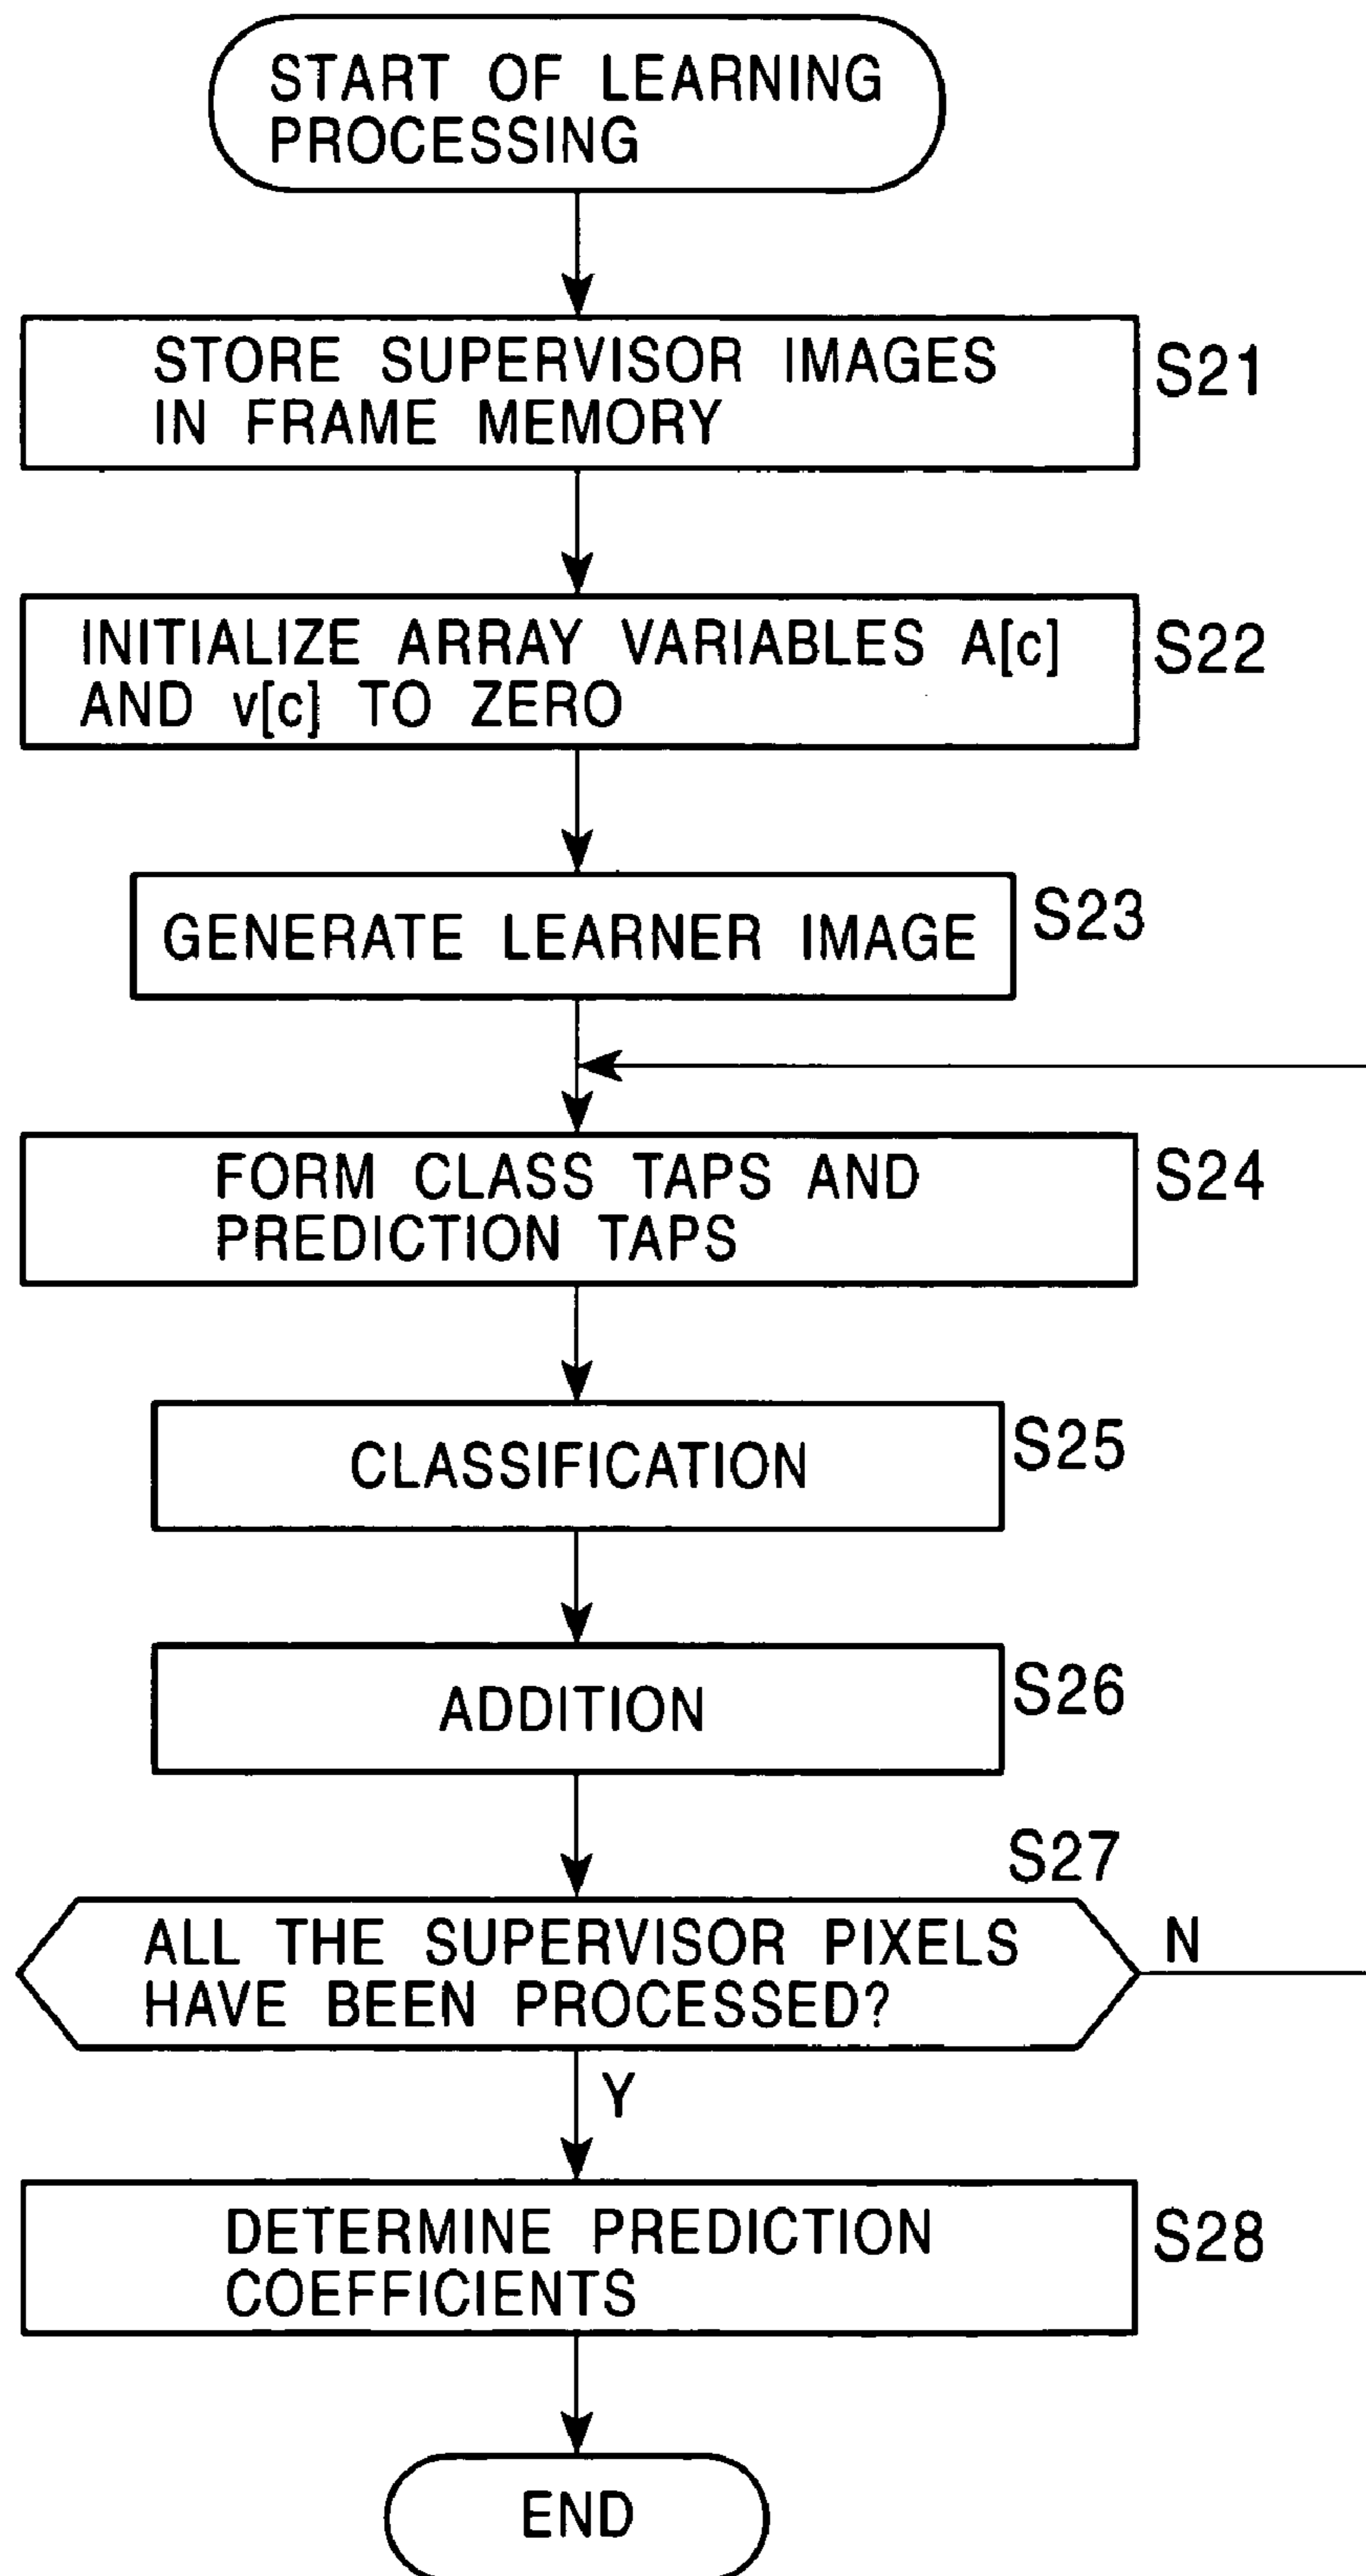 START OF LEARNING
PROCESSING
STORE SUPERVISOR IMAGES
IN FRAME MEMORY
S21
INITIALIZE ARRAY VARIABLES A[c]
AND v[c] TO ZERO
S22
GENERATE LEARNER IMAGE
S23
FORM CLASS TAPS AND
PREDICTION TAPS
S24
CLASSIFICATION
S25
ADDITION
S26
S27
ALL THE SUPERVISOR PIXELS
HAVE BEEN PROCESSED?
N
Y
DETERMINE PREDICTION
COEFFICIENTS
S28
END